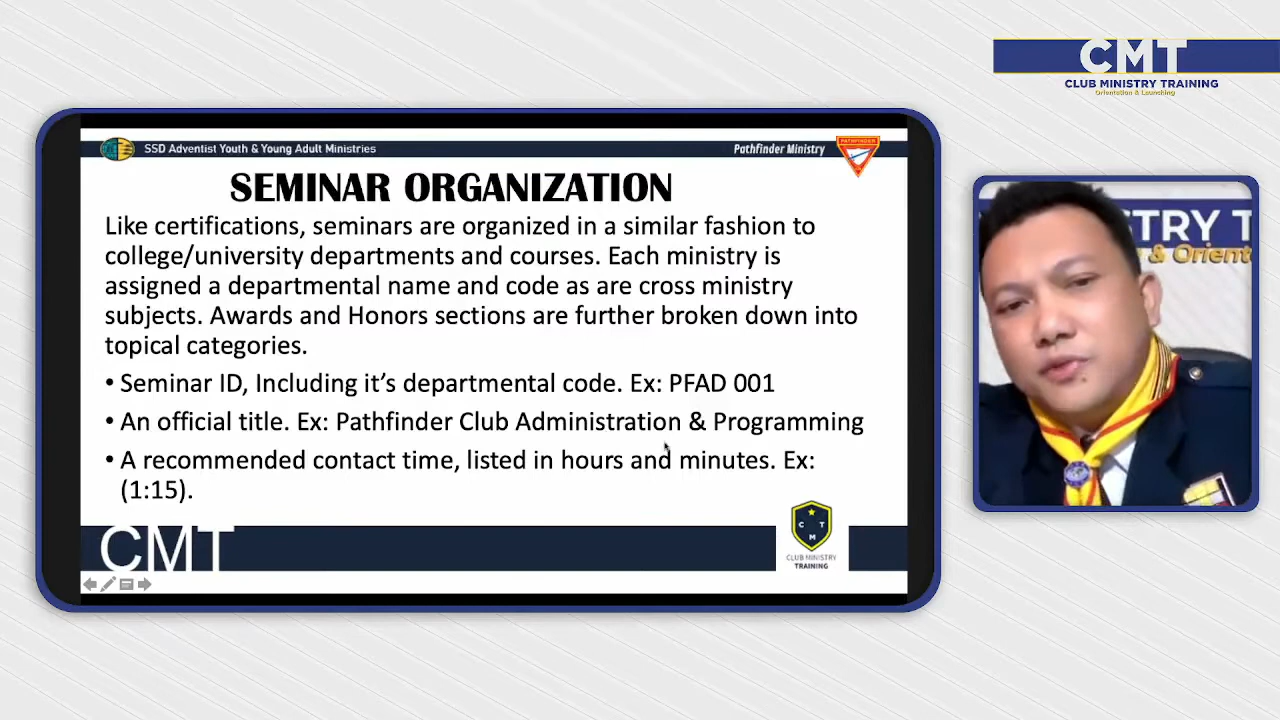 CMT
CLUB MINISTRY TRAINING
Orientation & Launching
SSD Adventist Youth & Young Adult Ministries
Pathfinder Ministry
PATHFINDER
SEMINAR ORGANIZATION
Like certifications, seminars are organized in a similar fashion to
college/university departments and courses. Each ministry is
assigned a departmental name and code as are cross ministry
subjects. Awards and Honors sections are further broken down into
topical categories.
• Seminar ID, Including it’s departmental code. Ex: PFAD 001
• An official title. Ex: Pathfinder Club Administration & Programming
• A recommended contact time, listed in hours and minutes. Ex:
(1:15).
CMT
C T
M
CLUB MINISTRY
TRAINING
STRY T
& Orient